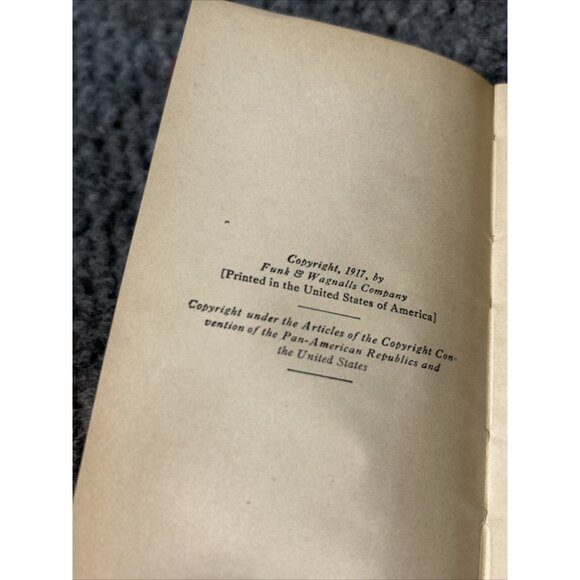 Copyright, 1917, by
Funk & Wagnalls Company
[Printed in the United States of America]
Copyright under the Articles of the Copyright Con-
vention of the Pan-American Republics and
the United States